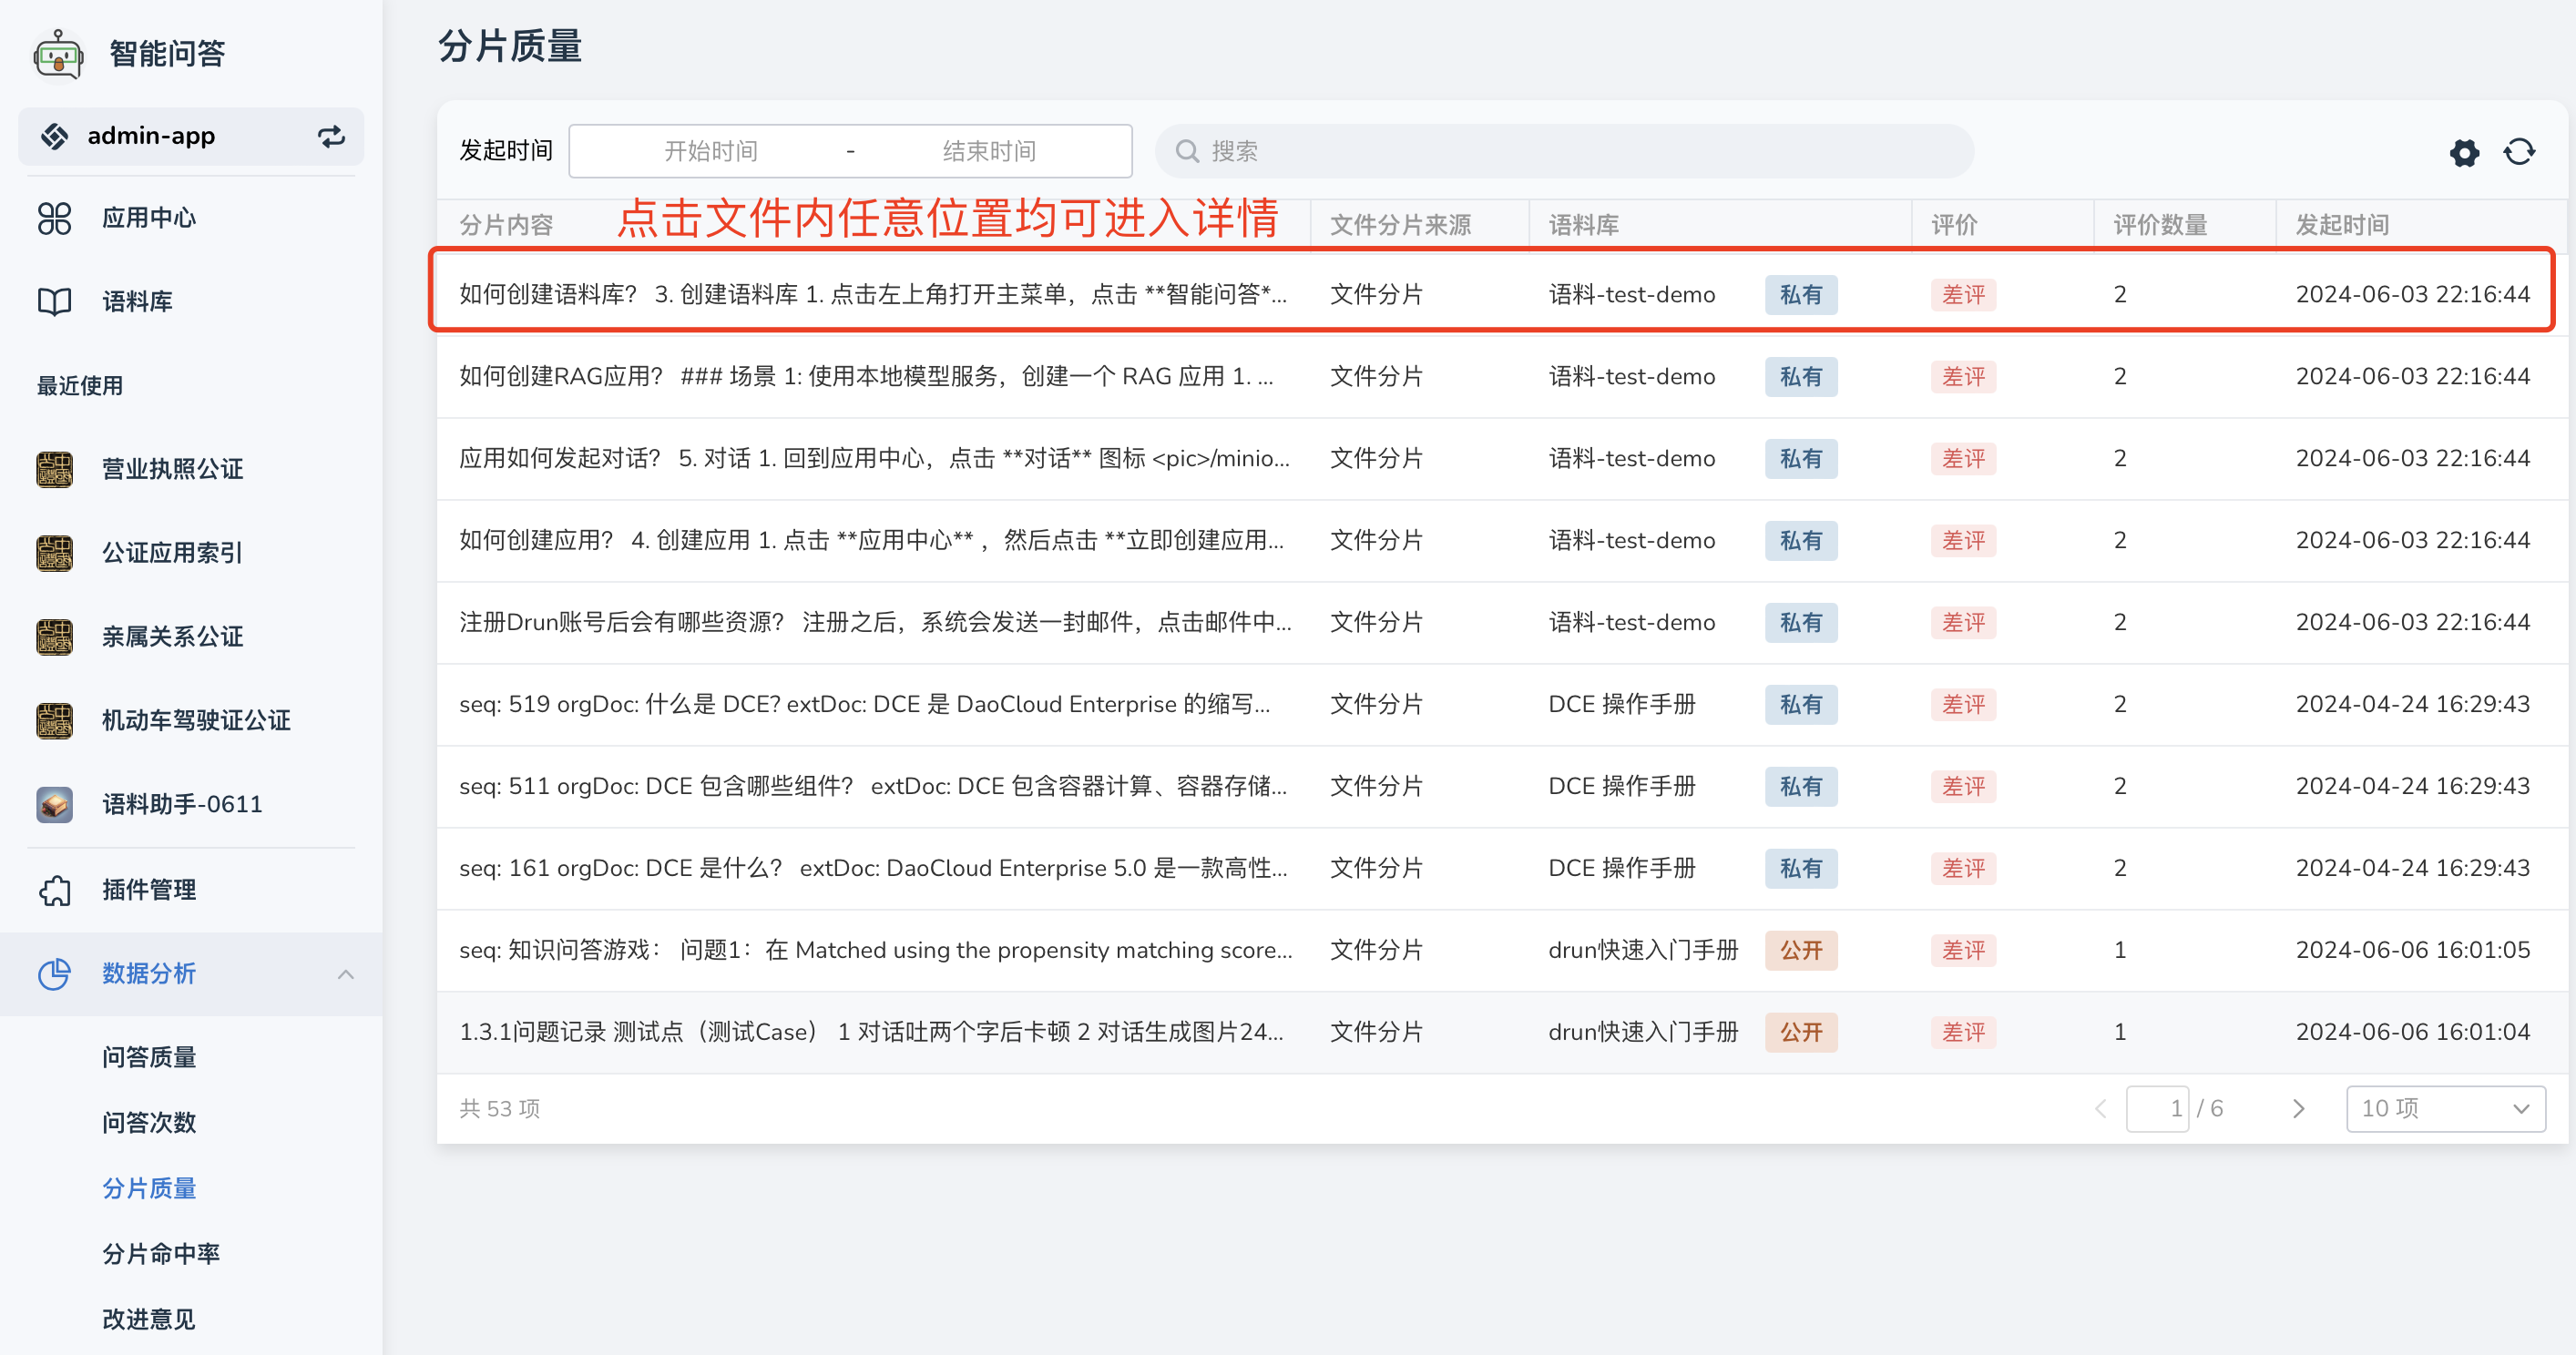 智能问答
admin-app
应用中心
语料库
最近使用
营业执照公证
公证应用索引
亲属关系公证
机动车驾驶证公证
语料助手-0611
插件管理
数据分析
问答质量
问答次数
分片质量
分片命中率
改进意见
分片质量
发起时间 开始时间 - 结束时间 搜索
点击文件内任意位置均可进入详情
分片内容 文件分片来源 语料库 评价 评价数量 发起时间
如何创建语料库? 3. 创建语料库 1. 点击左上角打开主菜单，点击 **智能问答*... 文件分片 语料-test-demo 私有 差评 2 2024-06-03 22:16:44
如何创建RAG应用? ### 场景 1: 使用本地模型服务，创建一个 RAG 应用 1. ... 文件分片 语料-test-demo 私有 差评 2 2024-06-03 22:16:44
应用如何发起对话? 5. 对话 1. 回到应用中心，点击 **对话** 图标 <pic>/minio... 文件分片 语料-test-demo 私有 差评 2 2024-06-03 22:16:44
如何创建应用? 4. 创建应用 1. 点击 **应用中心** ，然后点击 **立即创建应用... 文件分片 语料-test-demo 私有 差评 2 2024-06-03 22:16:44
注册Drun账号后会有哪些资源? 注册之后，系统会发送一封邮件，点击邮件中... 文件分片 语料-test-demo 私有 差评 2 2024-06-03 22:16:44
seq: 519 orgDoc: 什么是 DCE? extDoc: DCE 是 DaoCloud Enterprise 的缩写... 文件分片 DCE 操作手册 私有 差评 2 2024-04-24 16:29:43
seq: 511 orgDoc: DCE 包含哪些组件? extDoc: DCE 包含容器计算、容器存储... 文件分片 DCE 操作手册 私有 差评 2 2024-04-24 16:29:43
seq: 161 orgDoc: DCE 是什么? extDoc: DaoCloud Enterprise 5.0 是一款高性... 文件分片 DCE 操作手册 私有 差评 2 2024-04-24 16:29:43
seq: 知识问答游戏： 问题1：在 Matched using the propensity matching score... 文件分片 drun快速入门手册 公开 差评 1 2024-06-06 16:01:05
1.3.1问题记录 测试点（测试Case） 1 对话吐两个字后卡顿 2 对话生成图片24... 文件分片 drun快速入门手册 公开 差评 1 2024-06-06 16:01:04
共 53 项 1 / 6 10 项